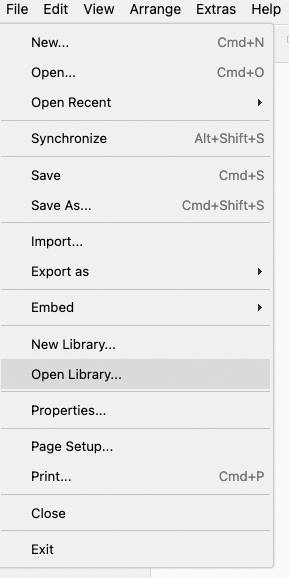 File Edit View Arrange Extras Help
New... Cmd+N
Open... Cmd+O
Open Recent
Synchronize Alt+Shift+S
Save Cmd+S
Save As... Cmd+Shift+S
Import...
Export as
Embed
New Library...
Open Library...
Properties...
Page Setup...
Print... Cmd+P
Close
Exit